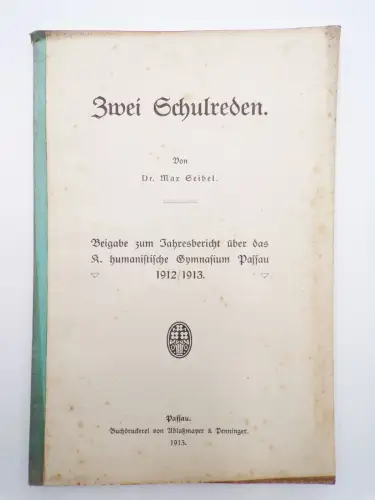 Zwei Schulreden.
Von
Dr. Max Seibel.
Beigabe zum Jahresbericht über das
K. humanistische Gymnasium Passau
1912/1913.
Passau.
Buchdruckerei von Ablaßmayer & Penninger.
1913.